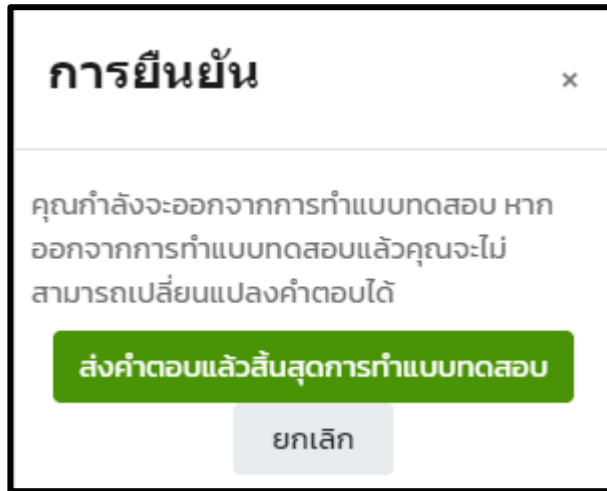 การยืนยัน
×
คุณกำลังจะออกจากการทำแบบทดสอบ หาก
ออกจากการทำแบบทดสอบแล้วคุณจะไม่
สามารถเปลี่ยนแปลงคำตอบได้
ส่งคำตอบแล้วสิ้นสุดการทำแบบทดสอบ
ยกเลิก